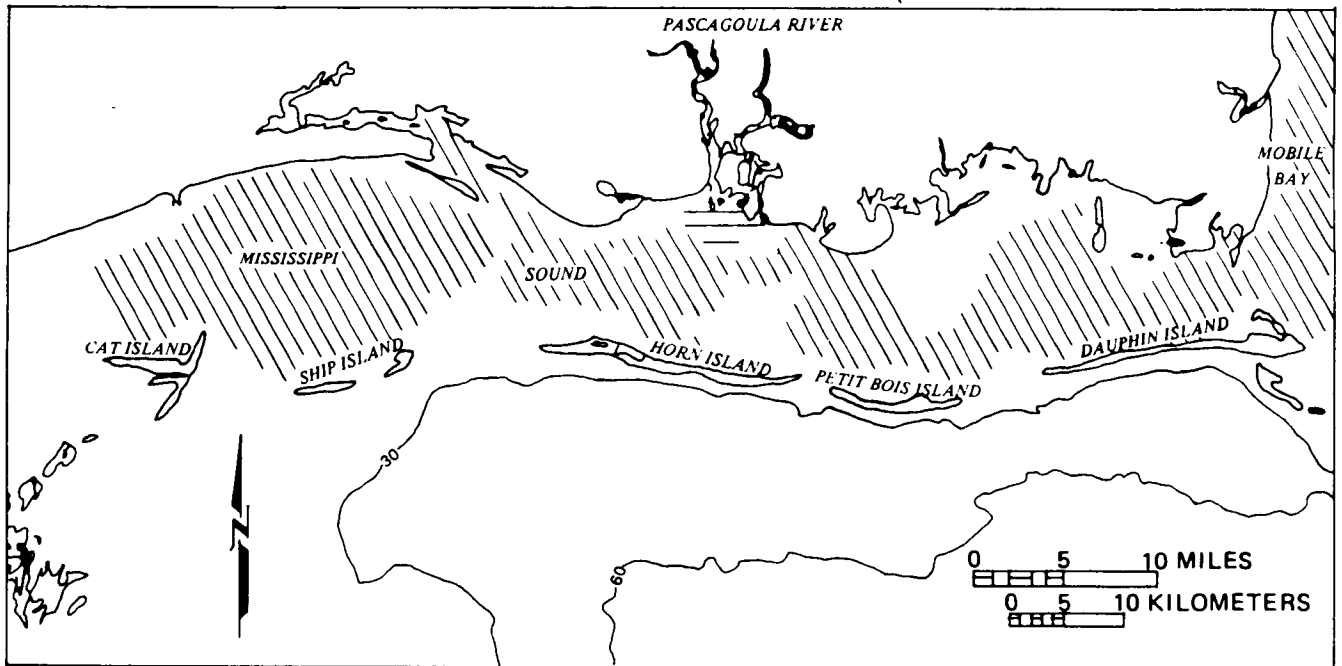 PASCAGOULA RIVER
MOBILE
BAY
MISSISSIPPI
SOUND
CAT ISLAND
SHIP ISLAND
HORN ISLAND
PETIT BOIS ISLAND
DAUPHIN ISLAND
30
60
N
0 5 10 MILES
0 5 10 KILOMETERS